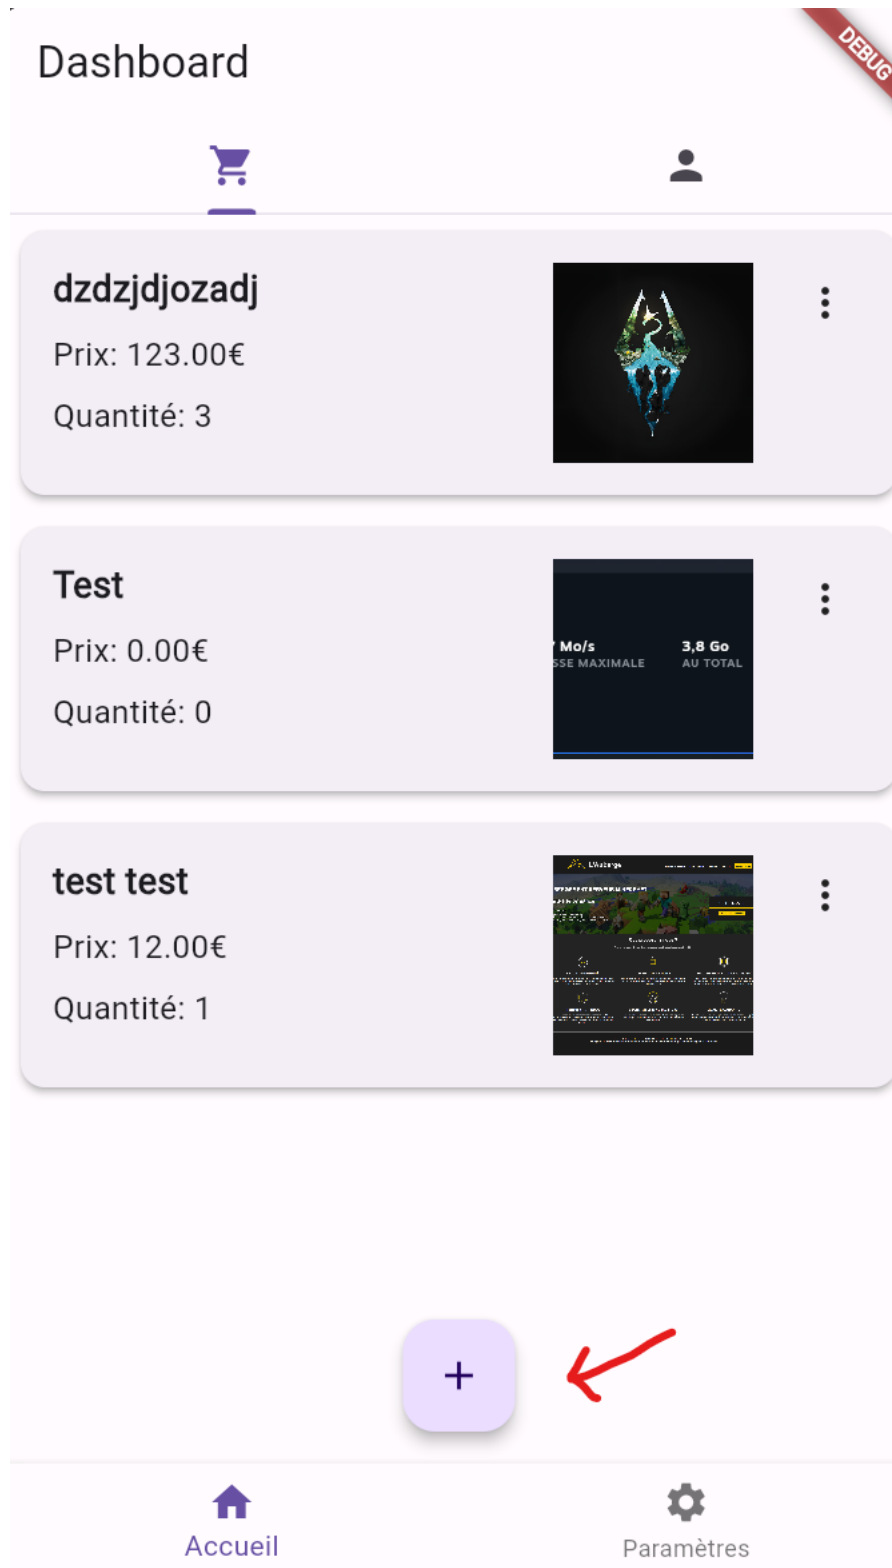 Dashboard
DEBUG
dzdzjdjozadj
Prix: 123.00€
Quantité: 3
Test
Prix: 0.00€
Quantité: 0
Mo/s
3,8 Go
SSE MAXIMALE
AU TOTAL
test test
Prix: 12.00€
Quantité: 1
L'Auberge
+
Accueil
Paramètres